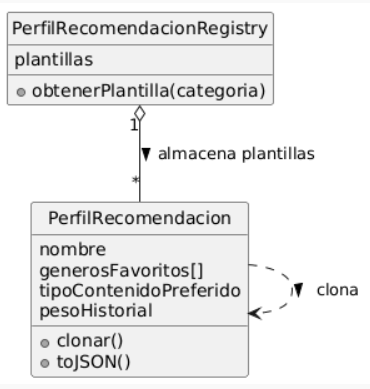 PerfilRecomendacionRegistry
plantillas
obtenerPlantilla(categoria)
1
almacena plantillas
*
PerfilRecomendacion
nombre
generosFavoritos[]
tipoContenidoPreferido
pesoHistorial
clona
clonar()
toJSON()